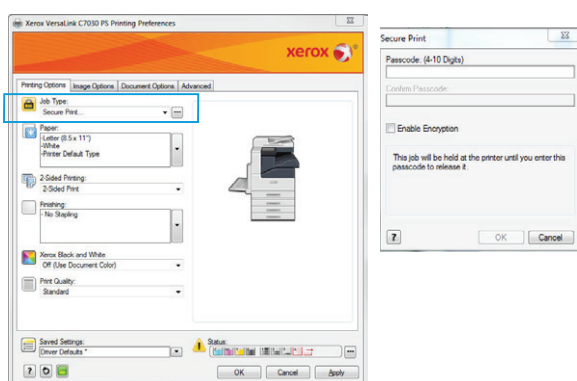 Xerox VersaLink C7030 PS Printing Preferences
xerox
Printing Options
Image Options
Document Options
Advanced
Job Type:
Secure Print...
Paper:
-Letter (8.5 x 11")
-White
-Printer Default Type
2-Sided Printing:
2-Sided Print
Finishing:
- No Stapling
Xerox Black and White
Off (Use Document Color)
Print Quality:
Standard
Saved Settings:
Driver Defaults *
Status:
?
OK
Cancel
Apply
Secure Print
Passcode: (4-10 Digits)
Confirm Passcode:
Enable Encryption
This job will be held at the printer until you enter this
passcode to release it.
?
OK
Cancel